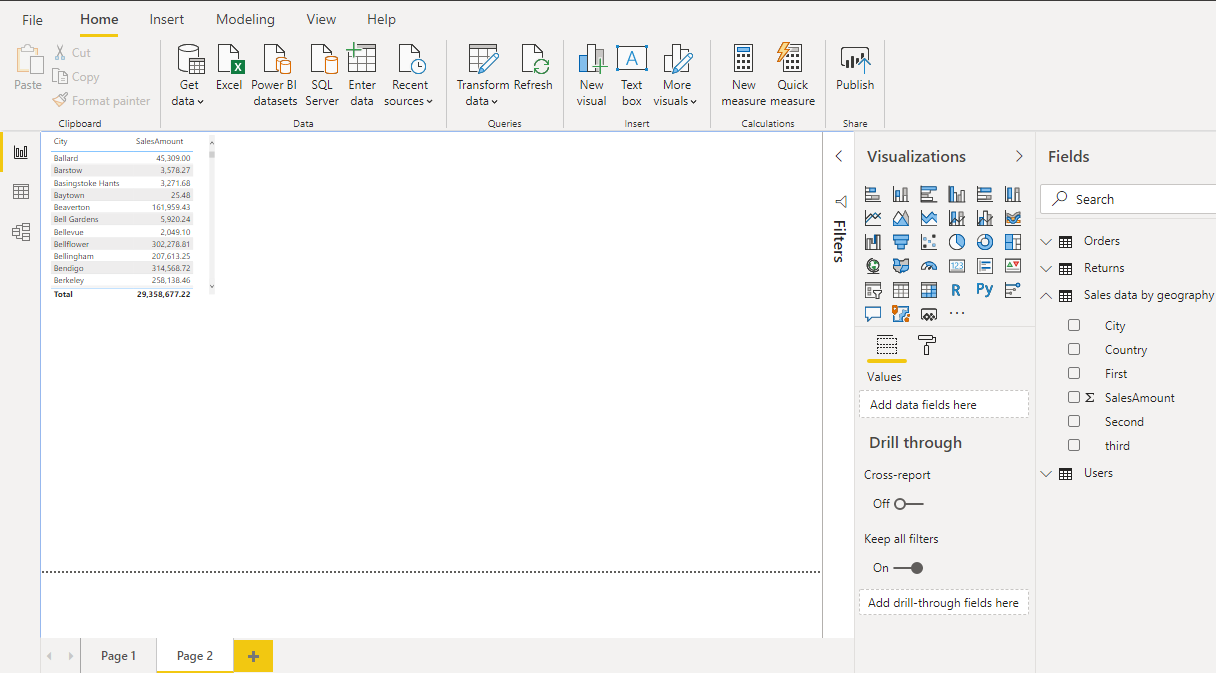 File Home Insert Modeling View Help
Paste
Cut
Copy
Format painter
Clipboard
Get data
Excel
Power BI datasets
SQL Server
Enter data
Recent sources
Data
Transform data
Refresh
Queries
New visual
Text box
More visuals
Insert
New measure
Quick measure
Calculations
Publish
Share
City SalesAmount
Ballard 45,309.00
Barstow 3,578.27
Basingstoke Hants 3,271.68
Baytown 25.48
Beaverton 161,959.43
Bell Gardens 5,920.24
Bellevue 2,049.10
Bellflower 302,278.81
Bellingham 207,613.25
Bendigo 314,568.72
Berkeley 258,138.46
Total 29,358,677.22
Filters
Visualizations
A
123
R Py
Values
Add data fields here
Drill through
Cross-report
Off
Keep all filters
On
Add drill-through fields here
Fields
Search
Orders
Returns
Sales data by geography
City
Country
First
Σ SalesAmount
Second
third
Users
Page 1 Page 2 +